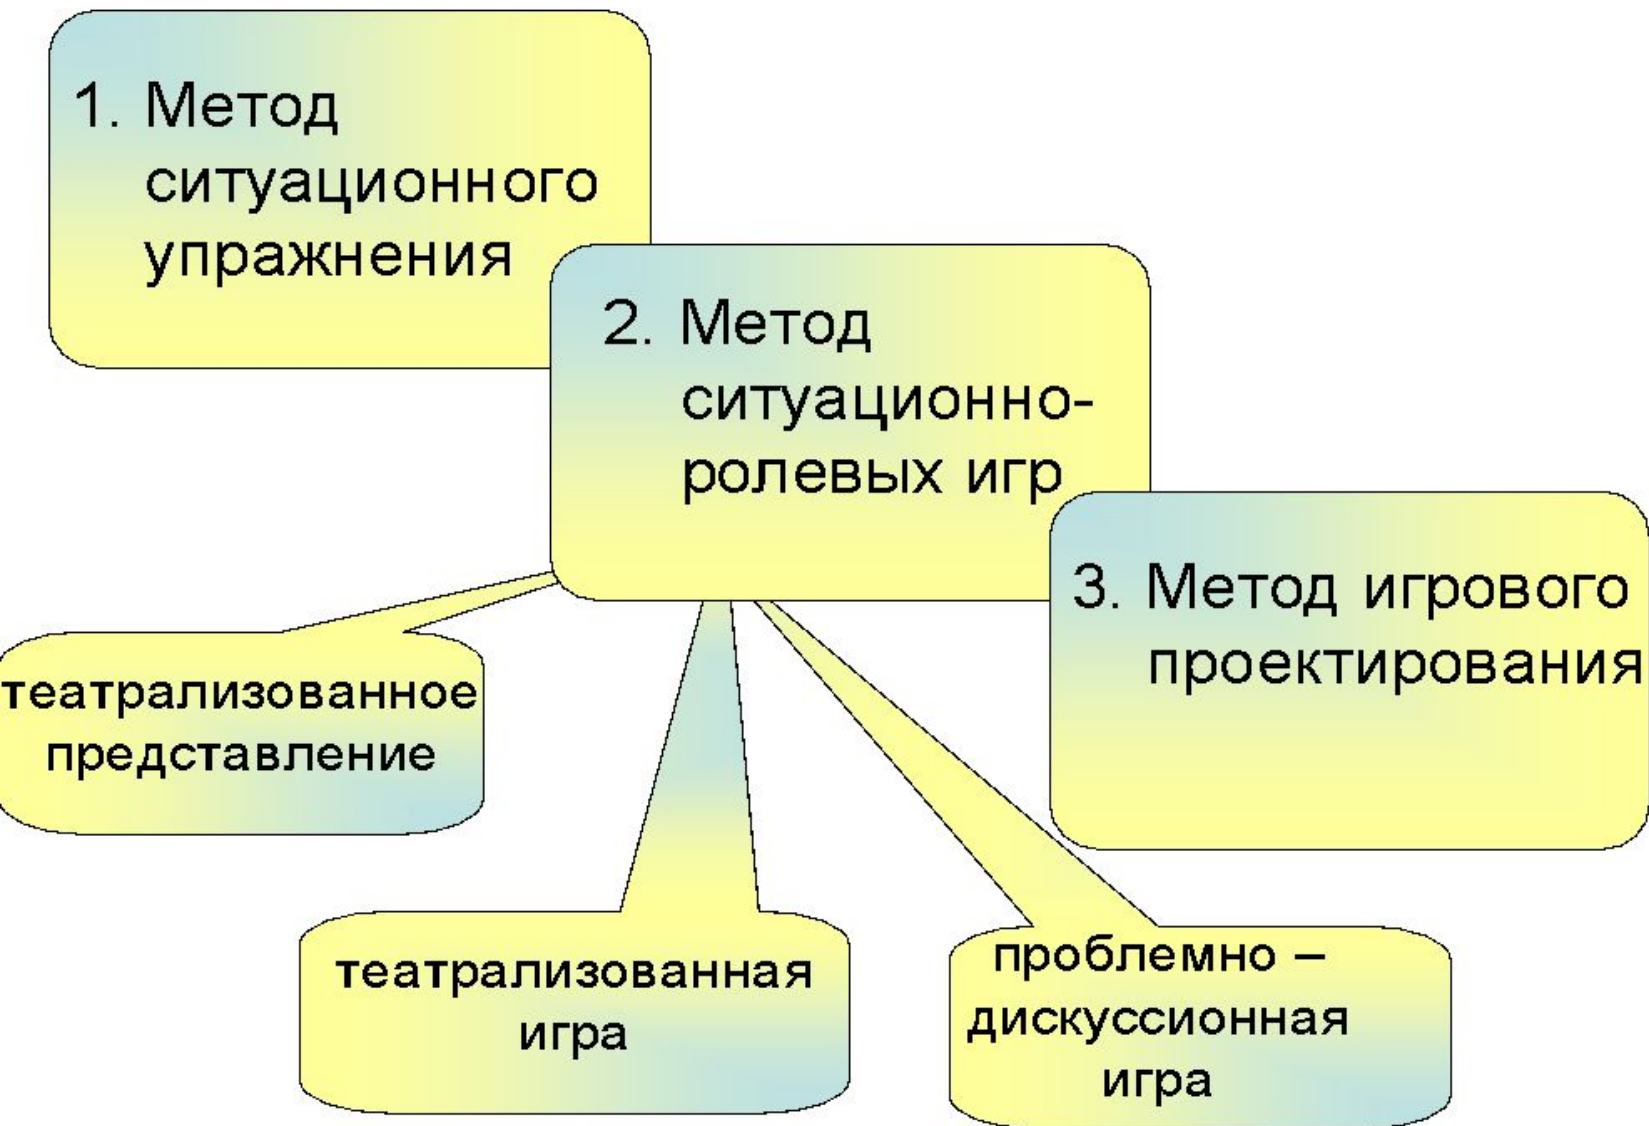 1. Метод
ситуационного
упражнения
2. Метод
ситуационно-
ролевых игр
3. Метод игрового
проектирования
театрализованное
представление
театрализованная
игра
проблемно –
дискуссионная
игра